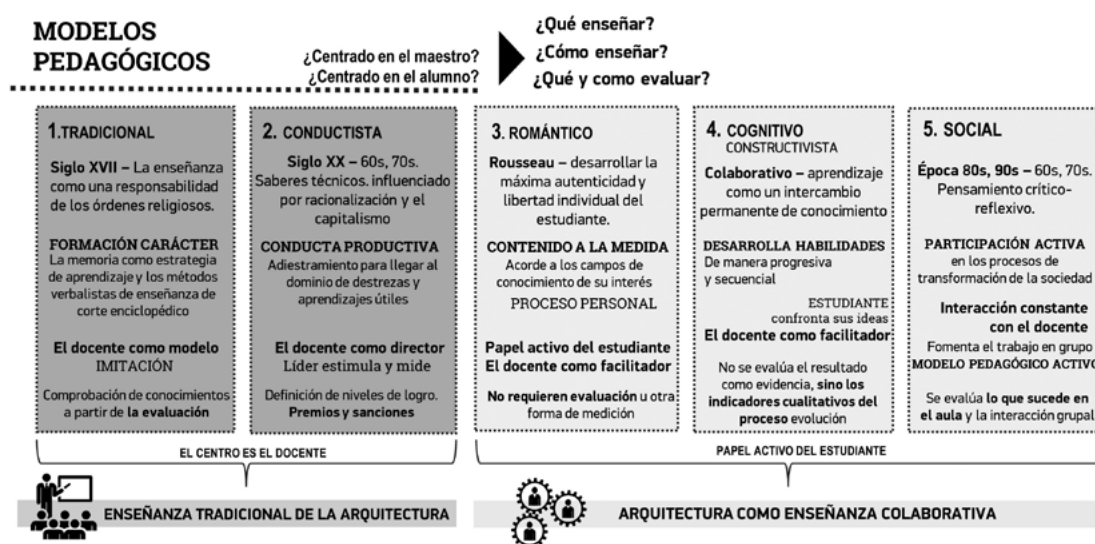 MODELOS
PEDAGÓGICOS
¿Centrado en el maestro?
¿Centrado en el alumno?
¿Qué enseñar?
¿Cómo enseñar?
¿Qué y como evaluar?
1.TRADICIONAL
Siglo XVII – La enseñanza
como una responsabilidad
de los órdenes religiosos.
FORMACIÓN CARÁCTER
La memoria como estrategia
de aprendizaje y los métodos
verbalistas de enseñanza de
corte enciclopédico
El docente como modelo
IMITACIÓN
Comprobación de conocimientos
a partir de la evaluación
2. CONDUCTISTA
Siglo XX – 60s, 70s.
Saberes técnicos. influenciado
por racionalización y el
capitalismo
CONDUCTA PRODUCTIVA
Adiestramiento para llegar al
dominio de destrezas y
aprendizajes útiles
El docente como director
Líder estimula y mide
Definición de niveles de logro.
Premios y sanciones
3. ROMÁNTICO
Rousseau – desarrollar la
máxima autenticidad y
libertad individual del
estudiante.
CONTENIDO A LA MEDIDA
Acorde a los campos de
conocimiento de su interés
PROCESO PERSONAL
Papel activo del estudiante
El docente como facilitador
No requieren evaluación u otra
forma de medición
4. COGNITIVO
CONSTRUCTIVISTA
Colaborativo – aprendizaje
como un intercambio
permanente de conocimiento
DESARROLLA HABILIDADES
De manera progresiva
y secuencial
ESTUDIANTE
confronta sus ideas
El docente como facilitador
No se evalúa el resultado
como evidencia, sino los
indicadores cualitativos del
proceso evolución
5. SOCIAL
Época 80s, 90s – 60s, 70s.
Pensamiento crítico-
reflexivo.
PARTICIPACIÓN ACTIVA
en los procesos de
transformación de la sociedad
Interacción constante
con el docente
Fomenta el trabajo en grupo
MODELO PEDAGÓGICO ACTIVO
Se evalúa lo que sucede en
el aula y la interacción grupal
EL CENTRO ES EL DOCENTE
PAPEL ACTIVO DEL ESTUDIANTE
ENSEÑANZA TRADICIONAL DE LA ARQUITECTURA
ARQUITECTURA COMO ENSEÑANZA COLABORATIVA